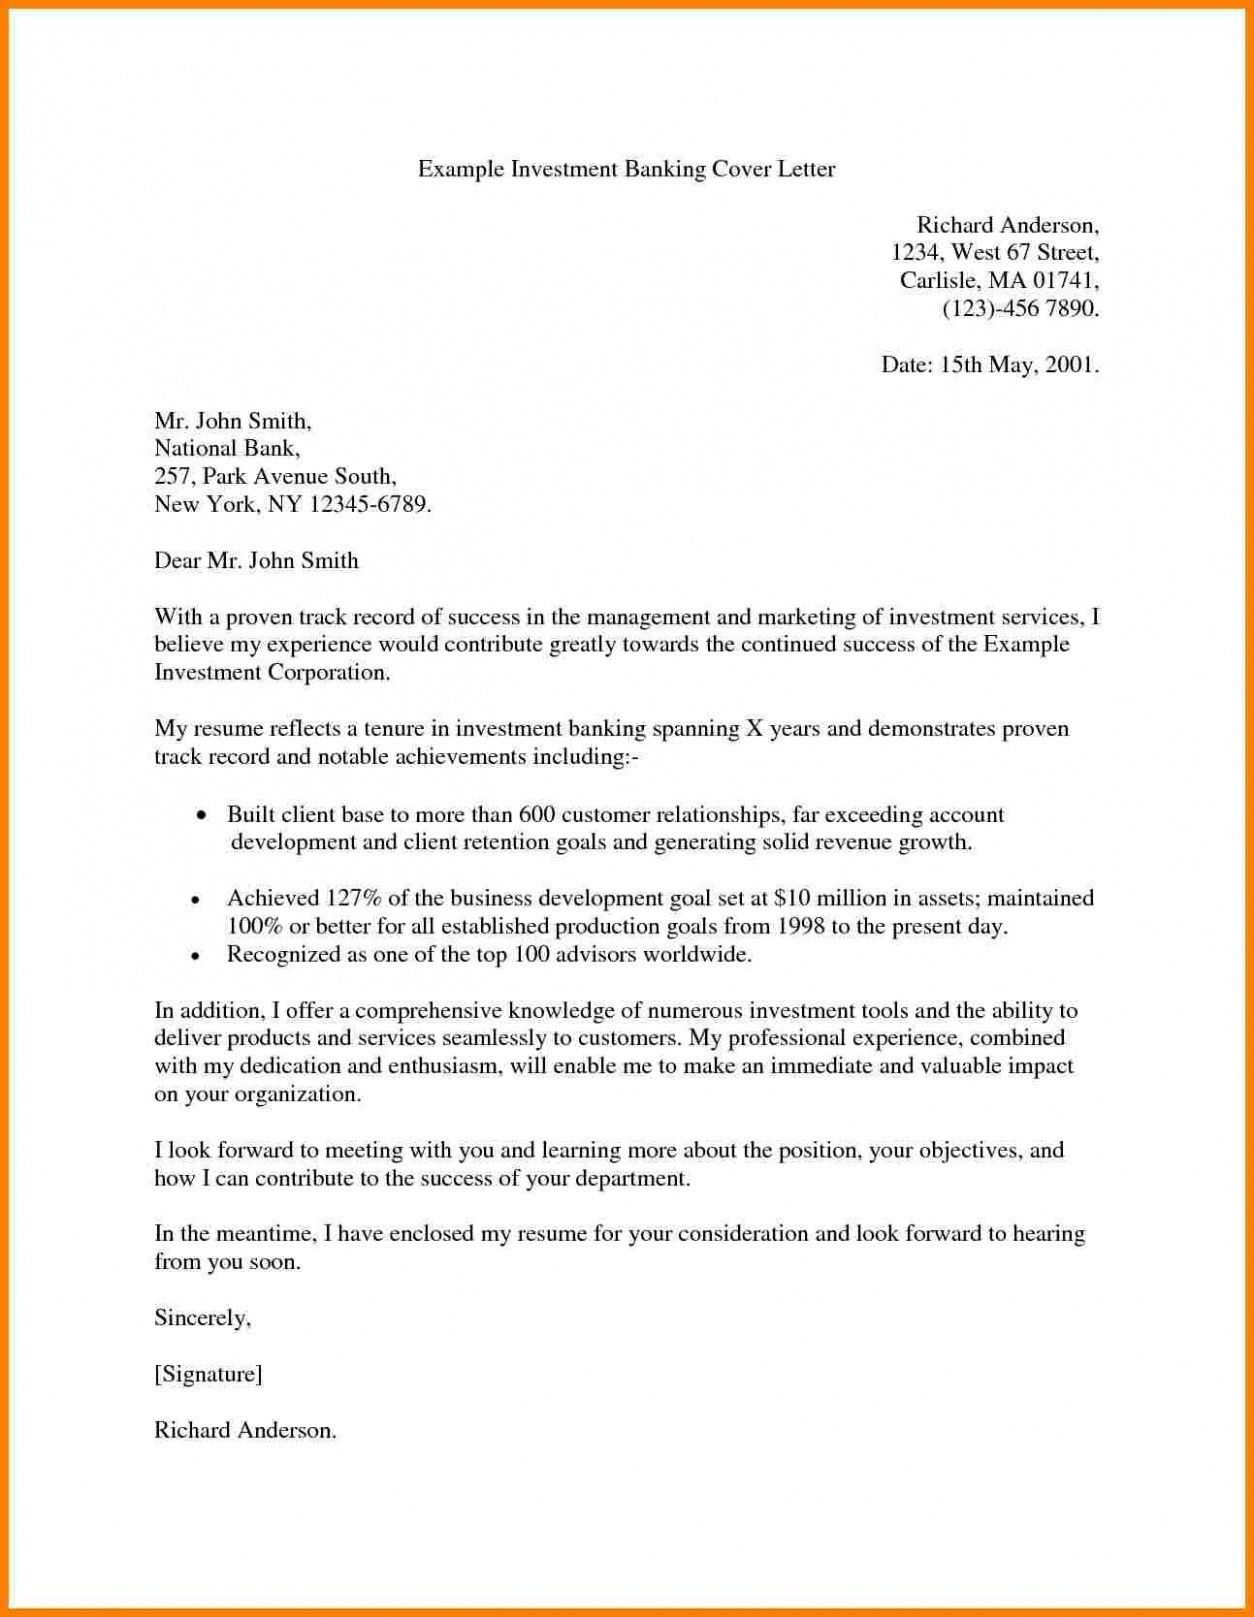 Example Investment Banking Cover Letter
Richard Anderson,
1234, West 67 Street,
Carlisle, MA 01741,
(123)-456 7890.
Date: 15th May, 2001.
Mr. John Smith,
National Bank,
257, Park Avenue South,
New York, NY 12345-6789.
Dear Mr. John Smith
With a proven track record of success in the management and marketing of investment services, I
believe my experience would contribute greatly towards the continued success of the Example
Investment Corporation.
My resume reflects a tenure in investment banking spanning X years and demonstrates proven
track record and notable achievements including:-
• Built client base to more than 600 customer relationships, far exceeding account
development and client retention goals and generating solid revenue growth.
• Achieved 127% of the business development goal set at $10 million in assets; maintained
100% or better for all established production goals from 1998 to the present day.
• Recognized as one of the top 100 advisors worldwide.
In addition, I offer a comprehensive knowledge of numerous investment tools and the ability to
deliver products and services seamlessly to customers. My professional experience, combined
with my dedication and enthusiasm, will enable me to make an immediate and valuable impact
on your organization.
I look forward to meeting with you and learning more about the position, your objectives, and
how I can contribute to the success of your department.
In the meantime, I have enclosed my resume for your consideration and look forward to hearing
from you soon.
Sincerely,
[Signature]
Richard Anderson.